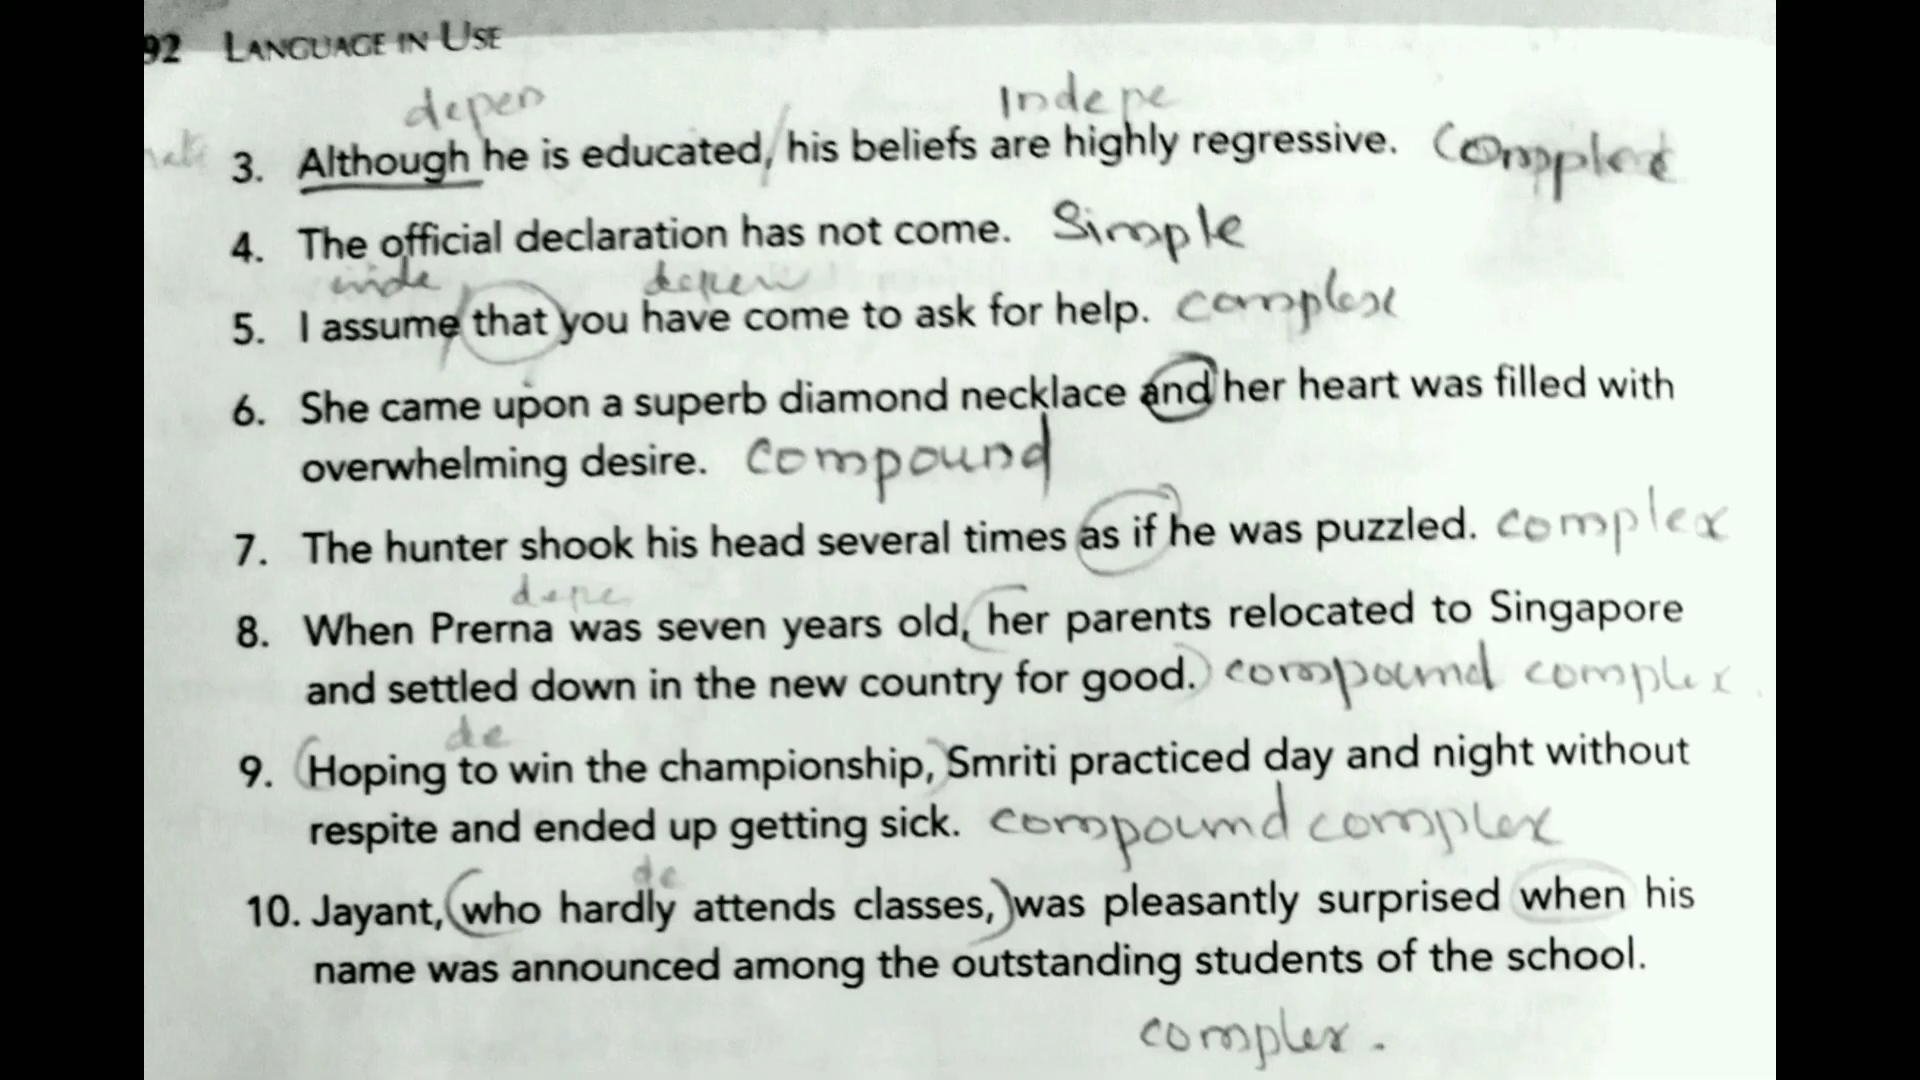 92 LANGUAGE IN USE
depen Indepe
3. Although he is educated, his beliefs are highly regressive. Complex
4. The official declaration has not come. Simple
inde depen
5. I assume that you have come to ask for help. complex
6. She came upon a superb diamond necklace and her heart was filled with
overwhelming desire. Compound
7. The hunter shook his head several times as if he was puzzled. complex
depe
8. When Prerna was seven years old, her parents relocated to Singapore
and settled down in the new country for good. compound complex
de
9. Hoping to win the championship, Smriti practiced day and night without
respite and ended up getting sick. compound complex
de
10. Jayant, who hardly attends classes, was pleasantly surprised when his
name was announced among the outstanding students of the school.
complex.